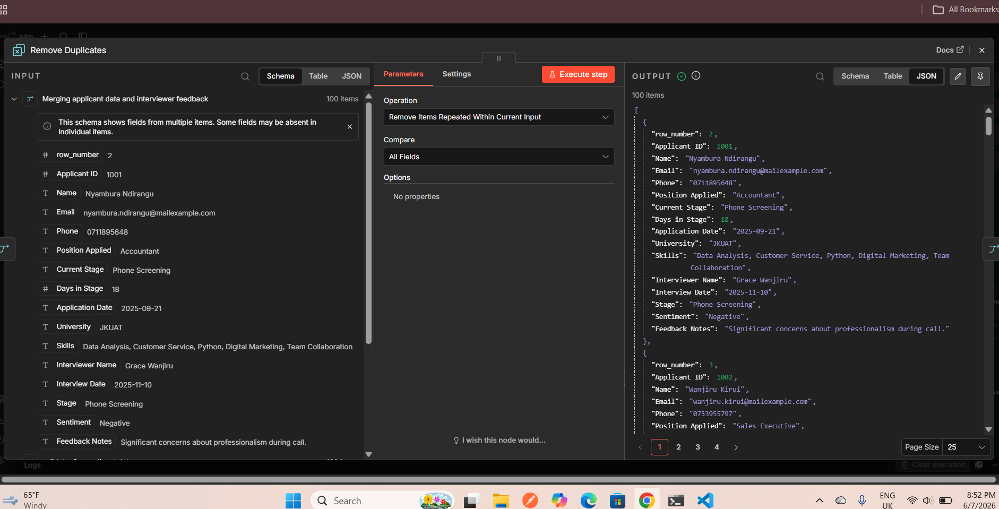 All Bookmarks
n8n
Remove Duplicates
Docs
INPUT
Schema
Table
JSON
Merging applicant data and interviewer feedback
100 items
This schema shows fields from multiple items. Some fields may be absent in
individual items.
# row_number 2
# Applicant ID 1001
T Name Nyambura Ndirangu
T Email nyambura.ndirangu@mailexample.com
T Phone 0711895648
T Position Applied Accountant
T Current Stage Phone Screening
# Days in Stage 18
T Application Date 2025-09-21
T University JKUAT
T Skills Data Analysis, Customer Service, Python, Digital Marketing, Team Collaboration
T Interviewer Name Grace Wanjiru
T Interview Date 2025-11-10
T Stage Phone Screening
T Sentiment Negative
T Feedback Notes Significant concerns about professionalism during call.
Parameters
Settings
Execute step
Operation
Remove Items Repeated Within Current Input
Compare
All Fields
Options
No properties
I wish this node would...
OUTPUT
Schema
Table
JSON
100 items
[
{
"row_number": 2,
"Applicant ID": 1001,
"Name": "Nyambura Ndirangu",
"Email": "nyambura.ndirangu@mailexample.com",
"Phone": "0711895648",
"Position Applied": "Accountant",
"Current Stage": "Phone Screening",
"Days in Stage": 18,
"Application Date": "2025-09-21",
"University": "JKUAT",
"Skills": "Data Analysis, Customer Service, Python, Digital Marketing, Team
Collaboration",
"Interviewer Name": "Grace Wanjiru",
"Interview Date": "2025-11-10",
"Stage": "Phone Screening",
"Sentiment": "Negative",
"Feedback Notes": "Significant concerns about professionalism during call."
},
{
"row_number": 3,
"Applicant ID": 1002,
"Name": "Wanjiru Kirui",
"Email": "wanjiru.kirui@mailexample.com",
"Phone": "0733955797",
"Position Applied": "Sales Executive",
1 2 3 4
Page Size 25
Logs
Clear execution
65°F
Windy
Search
ENG
UK
8:52 PM
6/7/2026